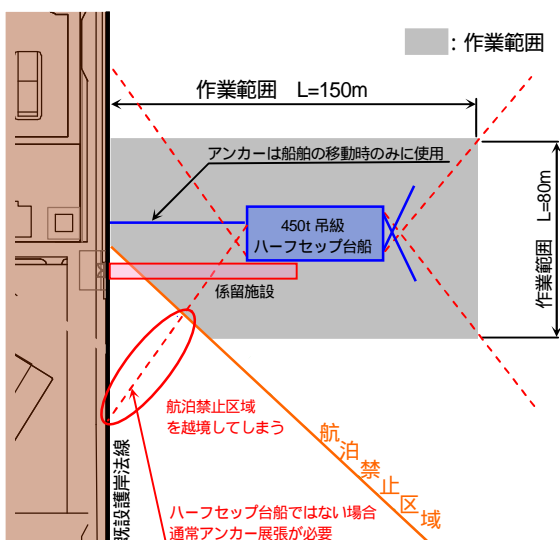 ：作業範囲
作業範囲　L=150m
アンカーは船舶の移動時のみに使用
450t 吊級
ハーフセップ台船
作業範囲　L=80m
係留施設
航泊禁止区域
を越境してしまう
航泊禁止区域
既設護岸法線
ハーフセップ台船ではない場合
通常アンカー展張が必要